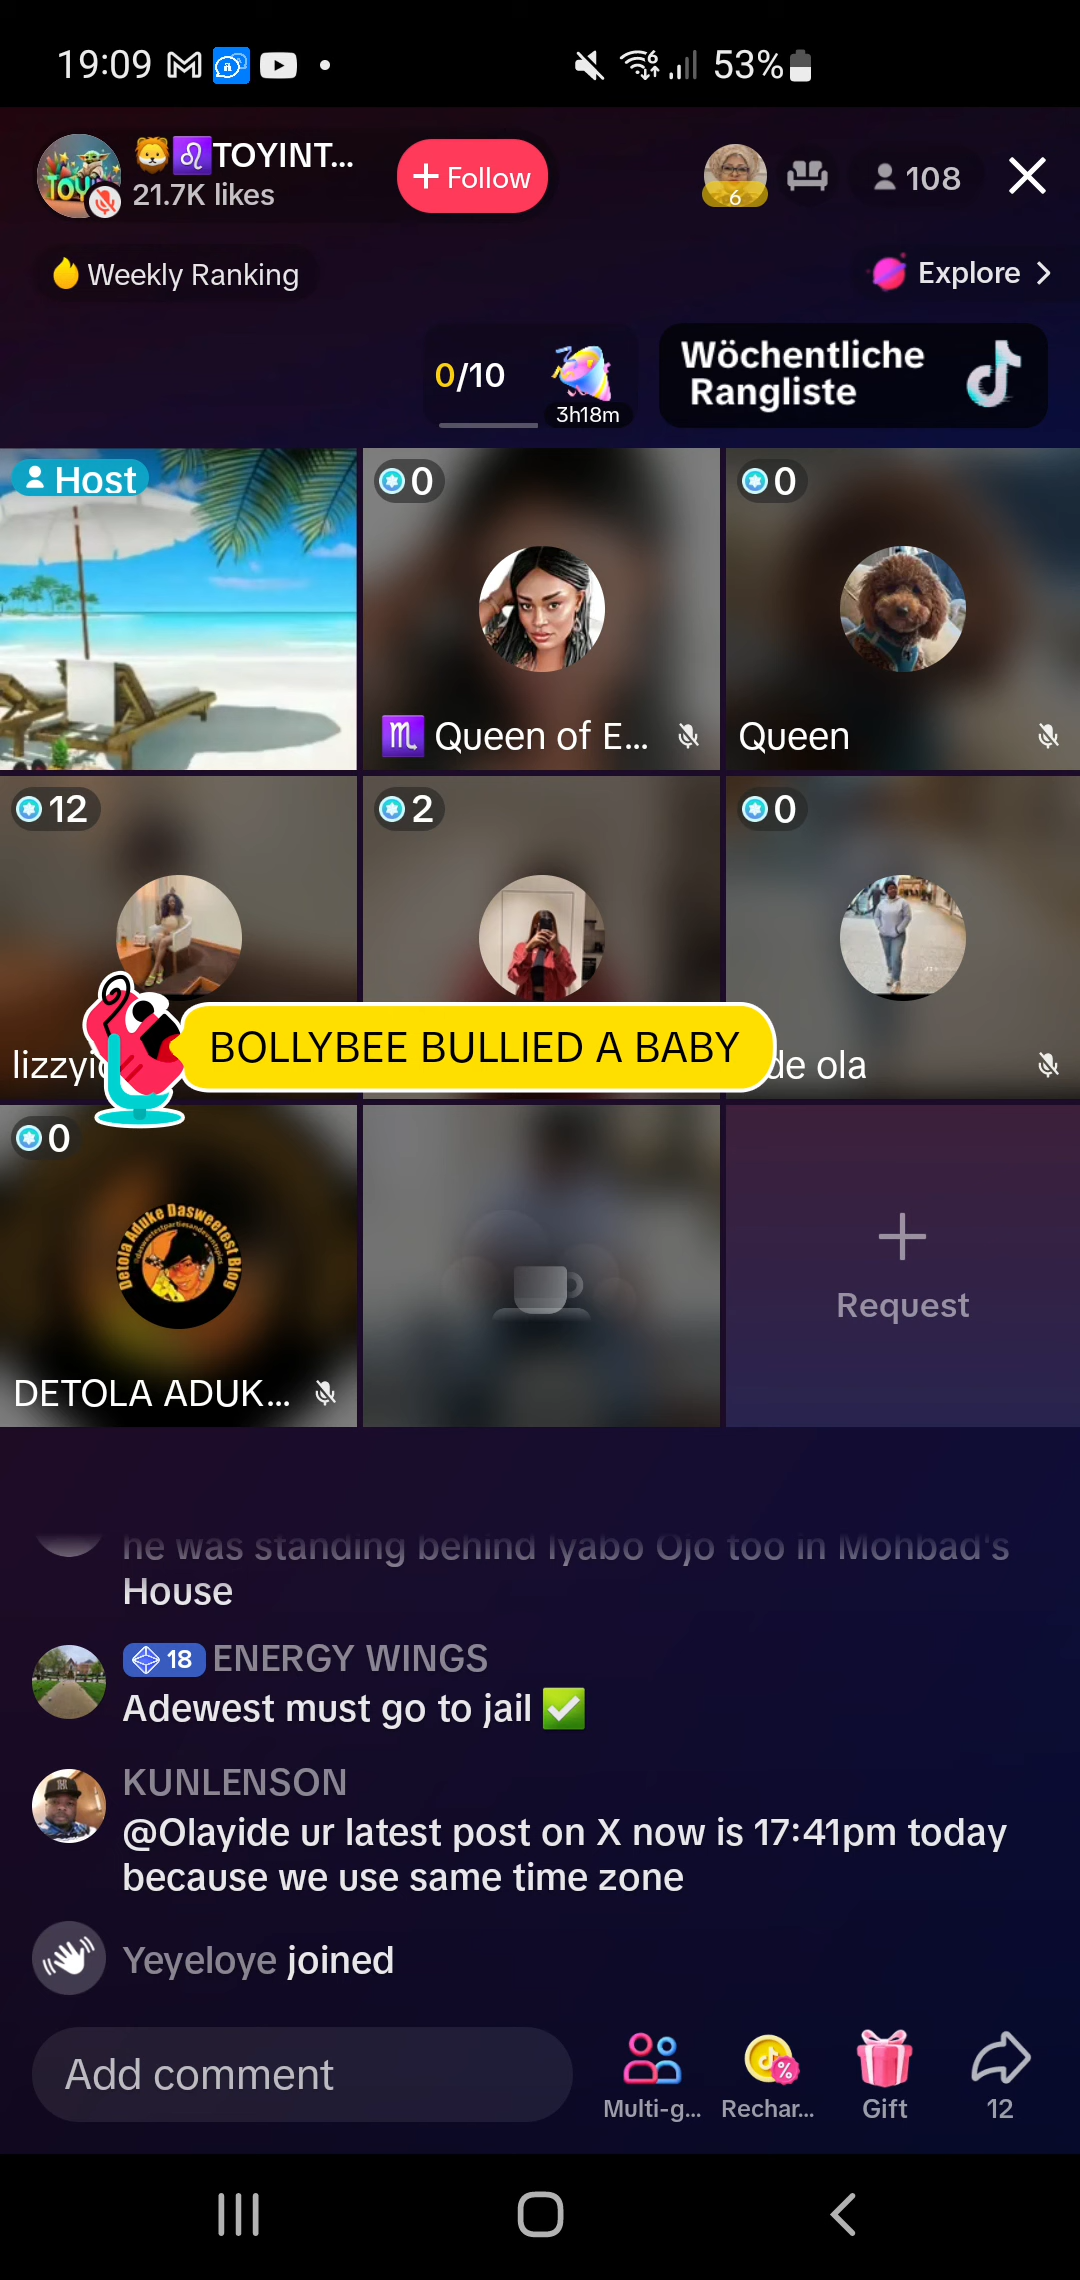 19:09
53%
🦁♌TOYINT...
21.7K likes
+ Follow
6
108
Weekly Ranking
Explore
0/10
3h18m
Wöchentliche
Rangliste
Host
0
0
♏ Queen of E...
Queen
12
2
0
BOLLYBEE BULLIED A BABY
lizzyi
de ola
0
Detola Aduke Dasweetest Blog
DETOLA ADUK...
Request
he was standing behind Iyabo Ojo too in Mohbad's
House
18 ENERGY WINGS
Adewest must go to jail ✅
KUNLENSON
@Olayide ur latest post on X now is 17:41pm today
because we use same time zone
Yeyeloye joined
Add comment
Multi-g...
Rechar...
Gift
12